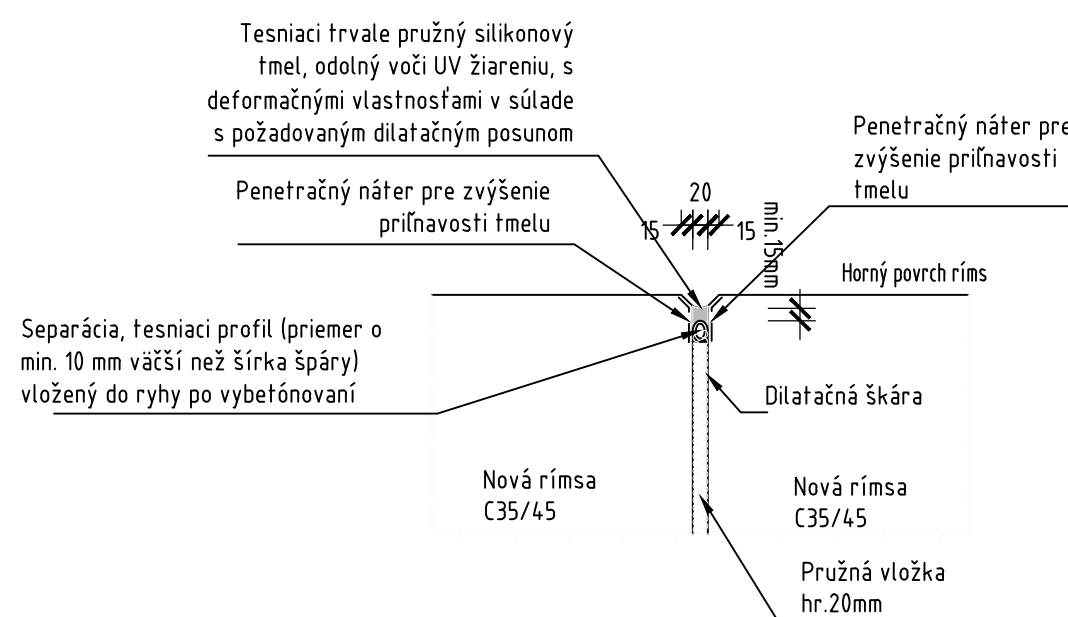 Tesniaci trvale pružný silikonový
tmel, odolný voči UV žiareniu, s
deformačnými vlastnosťami v súlade
s požadovaným dilatačným posunom
Penetračný náter pre
zvýšenie priľnavosti
tmelu
Penetračný náter pre zvýšenie
priľnavosti tmelu
20
15
15
min. 15mm
Horný povrch ríms
Separácia, tesniaci profil (priemer o
min. 10 mm väčší než šírka špáry)
vložený do ryhy po vybetónovaní
Dilatačná škára
Nová rímsa
C35/45
Nová rímsa
C35/45
Pružná vložka
hr.20mm